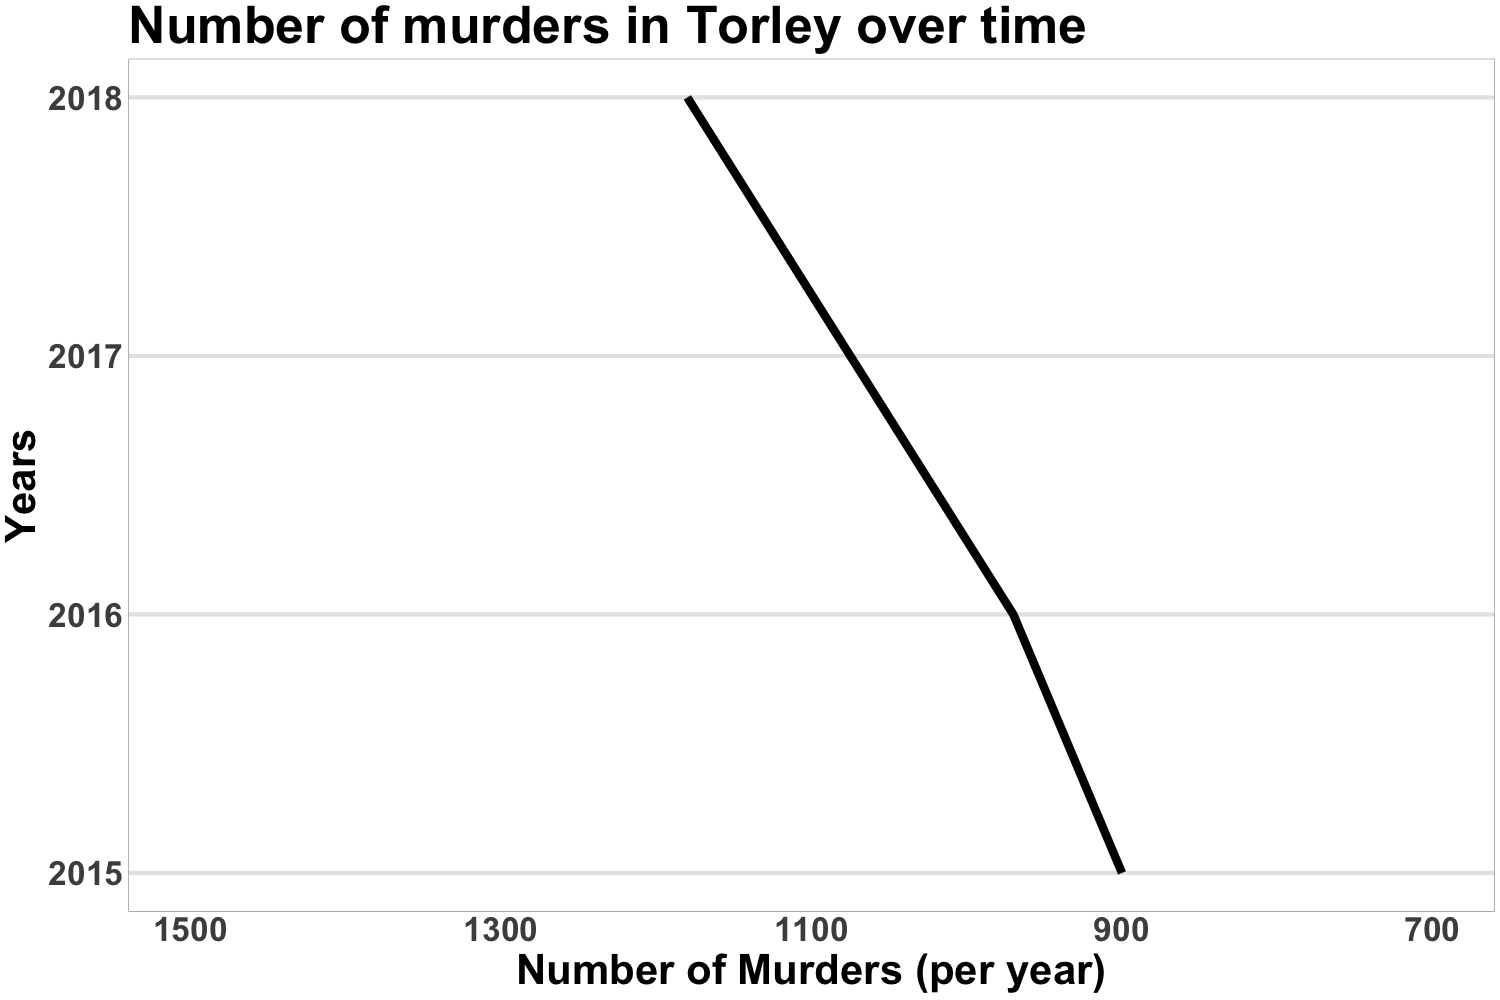 Number of murders in Torley over time
2018
2017
2016
2015
Years
1500 1300 1100 900 700
Number of Murders (per year)